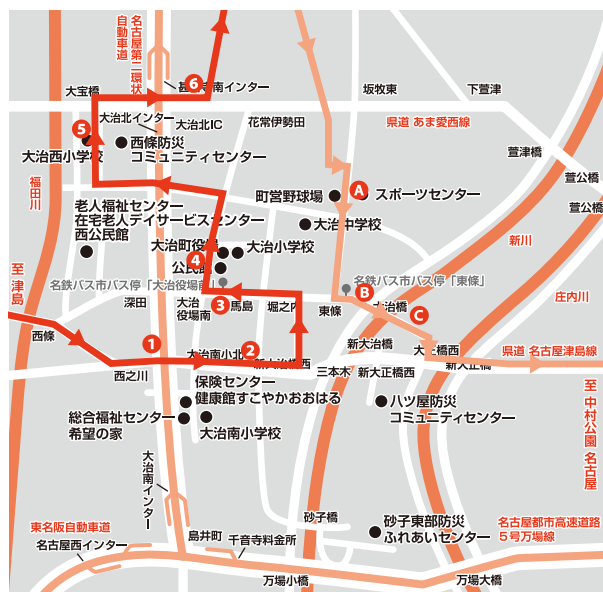 名古屋第二環状
自動車道
大宝橋
6
甚目寺南インター
坂牧東
下萱津
大治北インター
大治北IC
花常伊勢田
県道 あま愛西線
5
大治西小学校
西條防災
コミュニティセンター
萱津橋
萱公橋
萱公橋
福田川
町営野球場
A
スポーツセンター
老人福祉センター
在宅老人デイサービスセンター
西公民館
大治中学校
大治町役場
大治小学校
4
公民館
新川
至 津島
名鉄バス市バス停「大治役場前」
名鉄バス市バス停「東條」
庄内川
深田
大治
役場南
3
馬島
堀之内
東條
B
大治橋
C
西條
1
大治南小北
2
新大治橋西
新大治橋
大正橋西
県道 名古屋津島線
西之川
三本木
新大正橋西
新大正橋
保険センター
健康館すこやかおおはる
総合福祉センター
希望の家
大治南小学校
八ツ屋防災
コミュニティセンター
至 中村公園 名古屋
大治南インター
砂子橋
砂子東部防災
ふれあいセンター
名古屋都市高速道路
5号万場線
東名阪自動車道
名古屋西インター
島井町
千音寺料金所
万場小橋
万場大橋